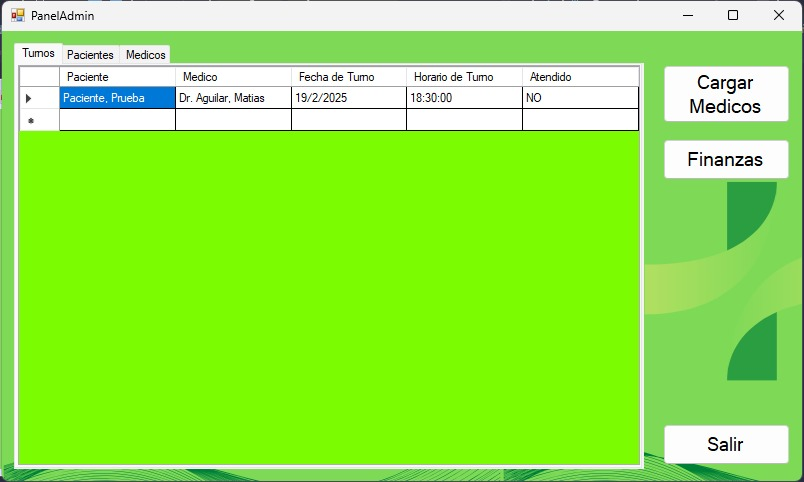 PanelAdmin
Turnos Pacientes Medicos
Paciente Medico Fecha de Turno Horario de Turno Atendido
Paciente, Prueba Dr. Aguilar, Matias 19/2/2025 18:30:00 NO
Cargar
Medicos
Finanzas
Salir